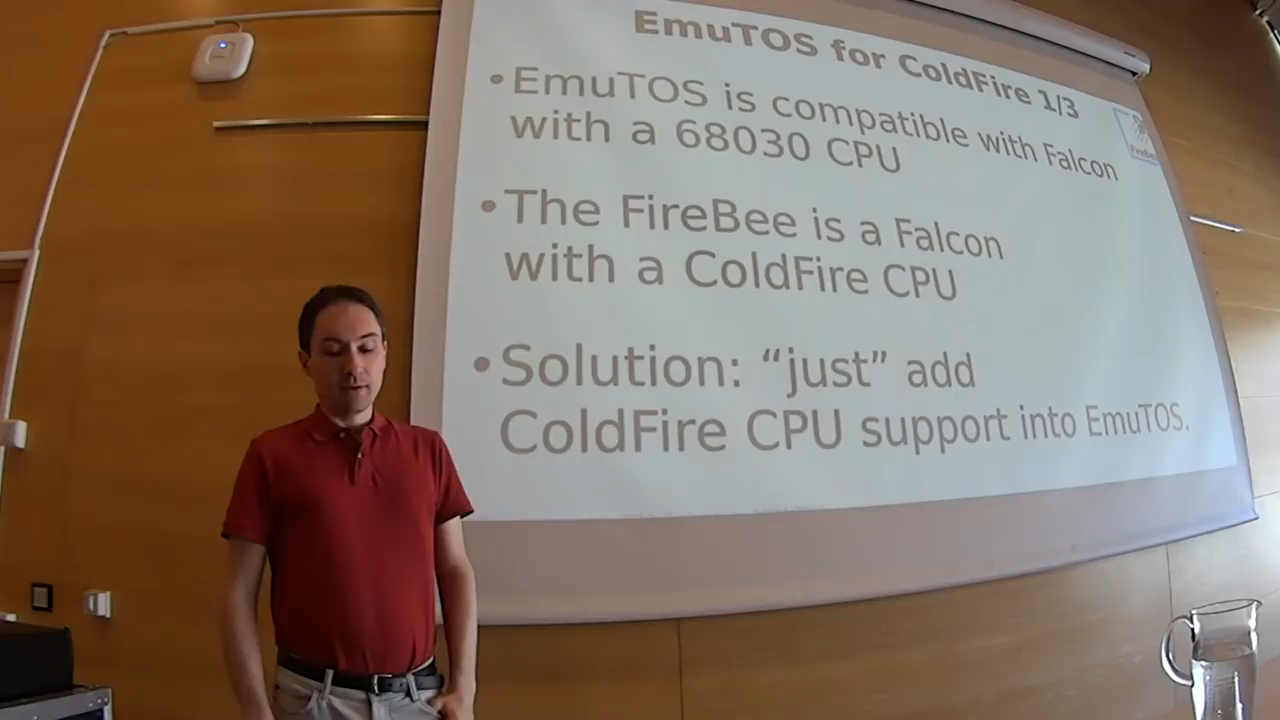 EmuTOS for ColdFire 1/3
•EmuTOS is compatible with Falcon
with a 68030 CPU
FireBee
•The FireBee is a Falcon
with a ColdFire CPU
•Solution: “just” add
ColdFire CPU support into EmuTOS.